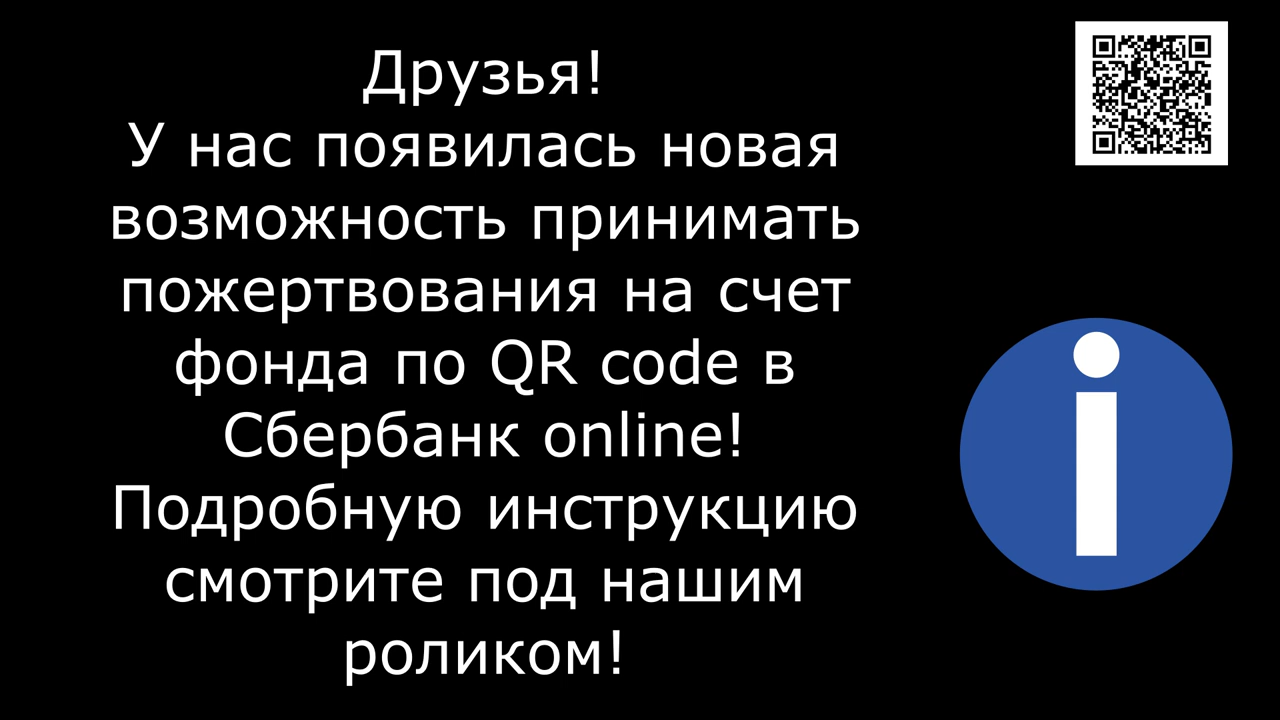 Друзья!
У нас появилась новая
возможность принимать
пожертвования на счет
фонда по QR code в
Сбербанк online!
Подробную инструкцию
смотрите под нашим
роликом!
i